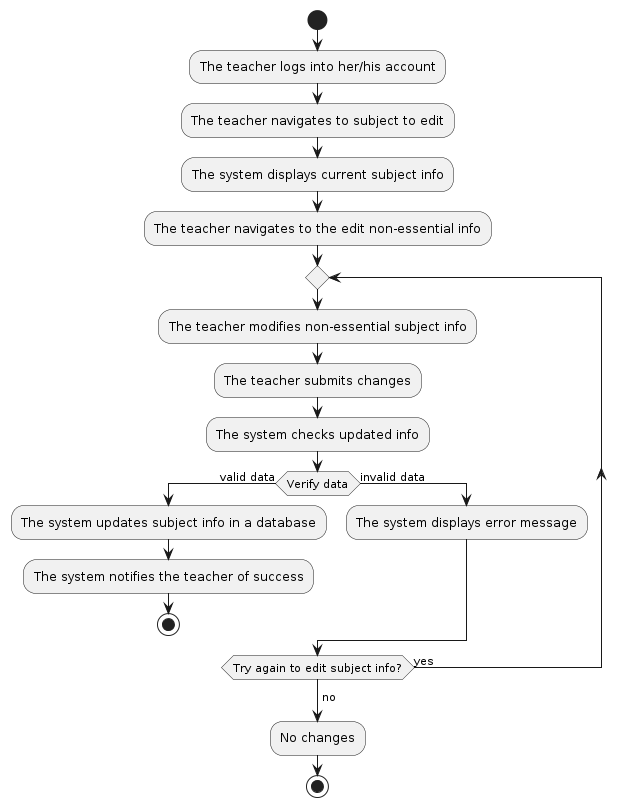 The teacher logs into her/his account
The teacher navigates to subject to edit
The system displays current subject info
The teacher navigates to the edit non-essential info
The teacher modifies non-essential subject info
The teacher submits changes
The system checks updated info
valid data
Verify data
invalid data
The system updates subject info in a database
The system displays error message
The system notifies the teacher of success
Try again to edit subject info?
yes
no
No changes